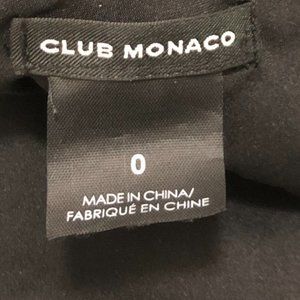 CLUB MONACO
0
MADE IN CHINA/
FABRIQUÉ EN CHINE